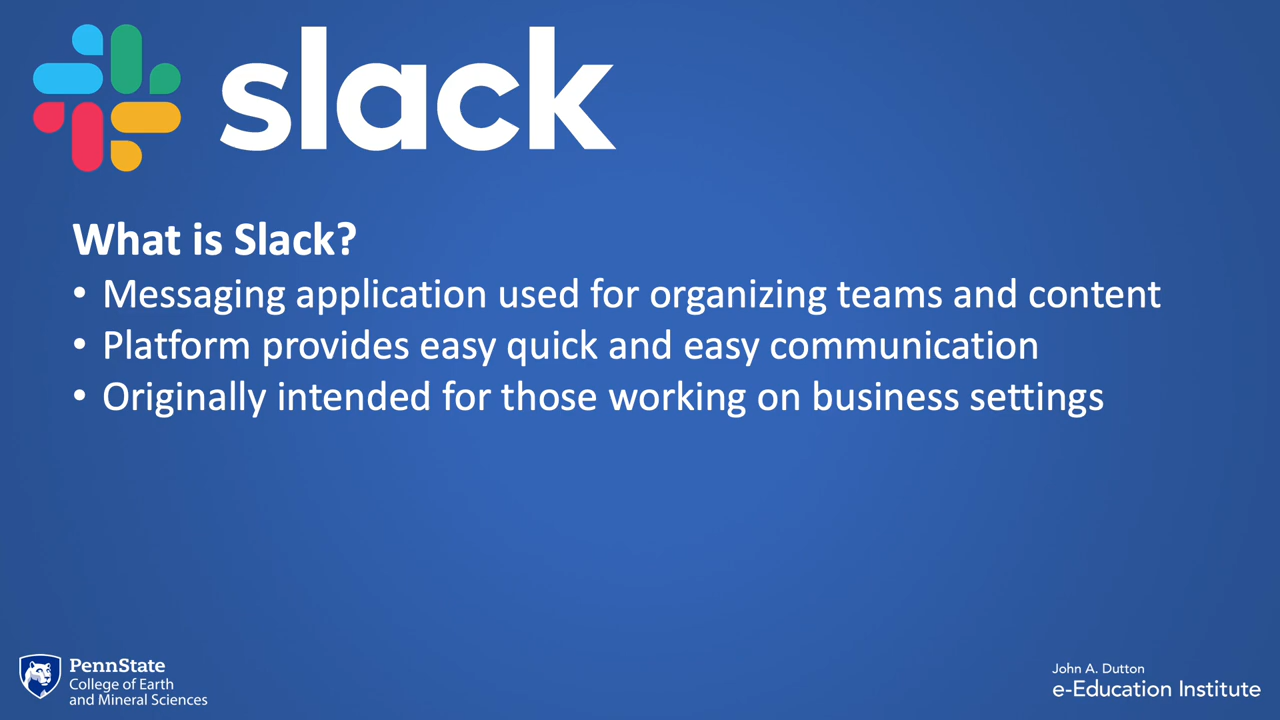 slack
What is Slack?
• Messaging application used for organizing teams and content
• Platform provides easy quick and easy communication
• Originally intended for those working on business settings
PennState
College of Earth
and Mineral Sciences
John A. Dutton
e-Education Institute